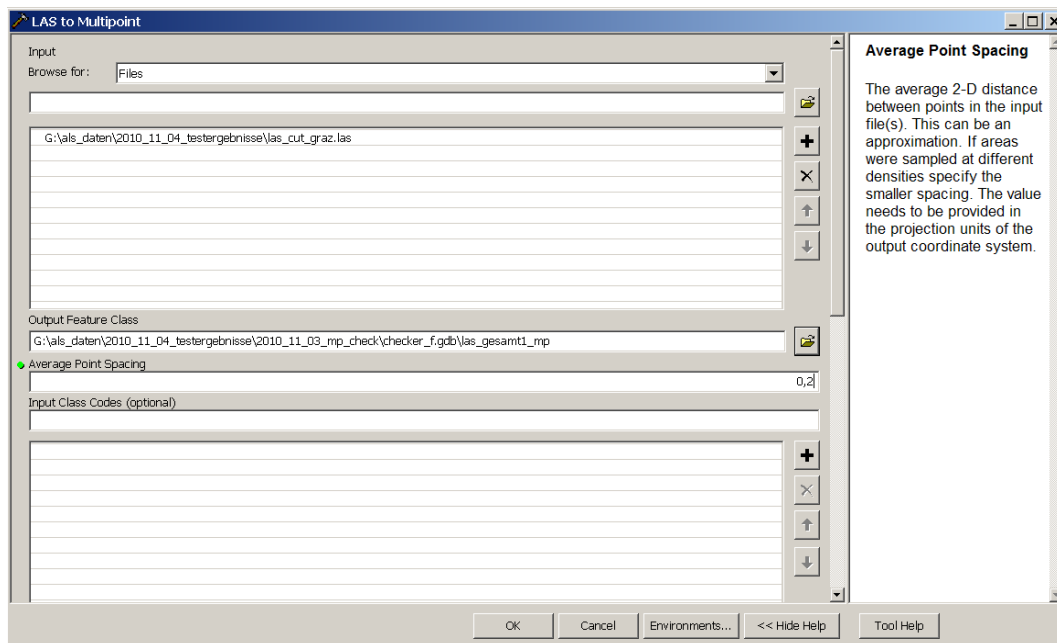 LAS to Multipoint
Input
Browse for:
Files
G:\als_daten\2010_11_04_testergebnisse\las_cut_graz.las
Output Feature Class
G:\als_daten\2010_11_04_testergebnisse\2010_11_03_mp_check\checker_f.gdb\las_gesamt1_mp
Average Point Spacing
0,2
Input Class Codes (optional)
OK
Cancel
Environments...
<< Hide Help
Tool Help
Average Point Spacing
The average 2-D distance
between points in the input
file(s). This can be an
approximation. If areas
were sampled at different
densities specify the
smaller spacing. The value
needs to be provided in
the projection units of the
output coordinate system.